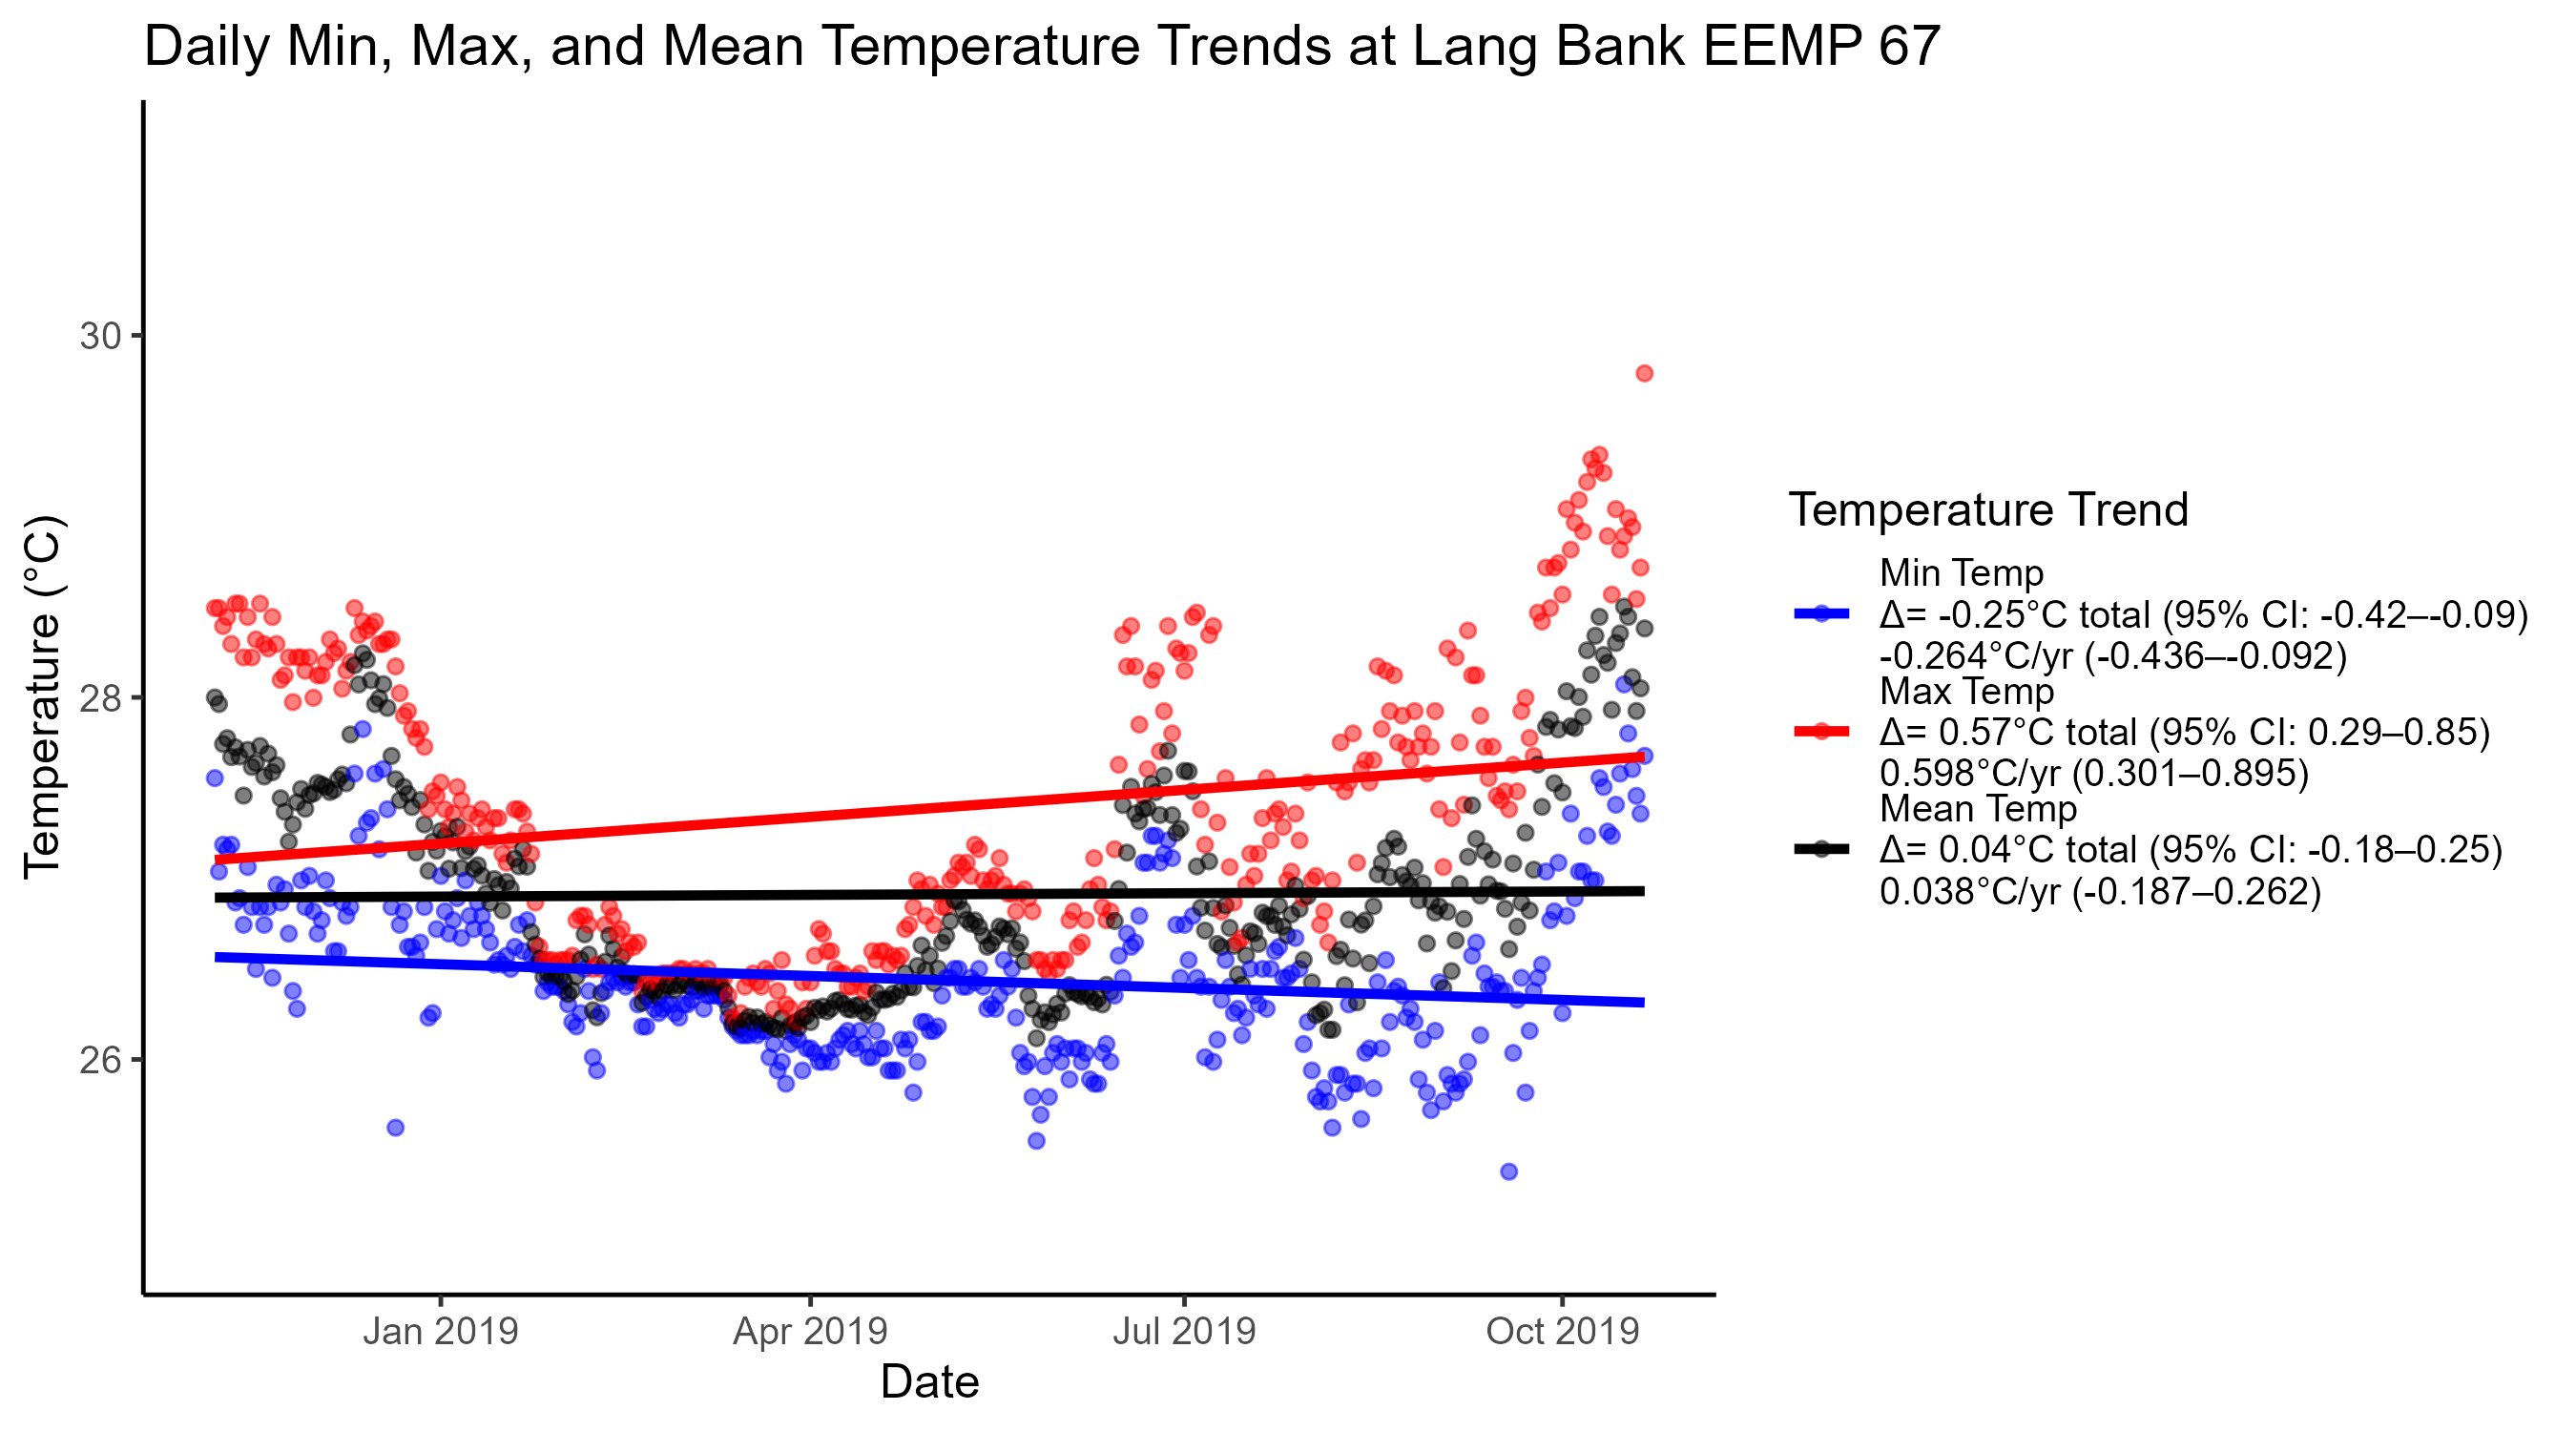 Daily Min, Max, and Mean Temperature Trends at Lang Bank EEMP 67
Temperature (°C)
30
28
26
Jan 2019
Apr 2019
Jul 2019
Oct 2019
Date
Temperature Trend
Min Temp
Δ= -0.25°C total (95% CI: -0.42–-0.09)
-0.264°C/yr (-0.436–-0.092)
Max Temp
Δ= 0.57°C total (95% CI: 0.29–0.85)
0.598°C/yr (0.301–0.895)
Mean Temp
Δ= 0.04°C total (95% CI: -0.18–0.25)
0.038°C/yr (-0.187–0.262)